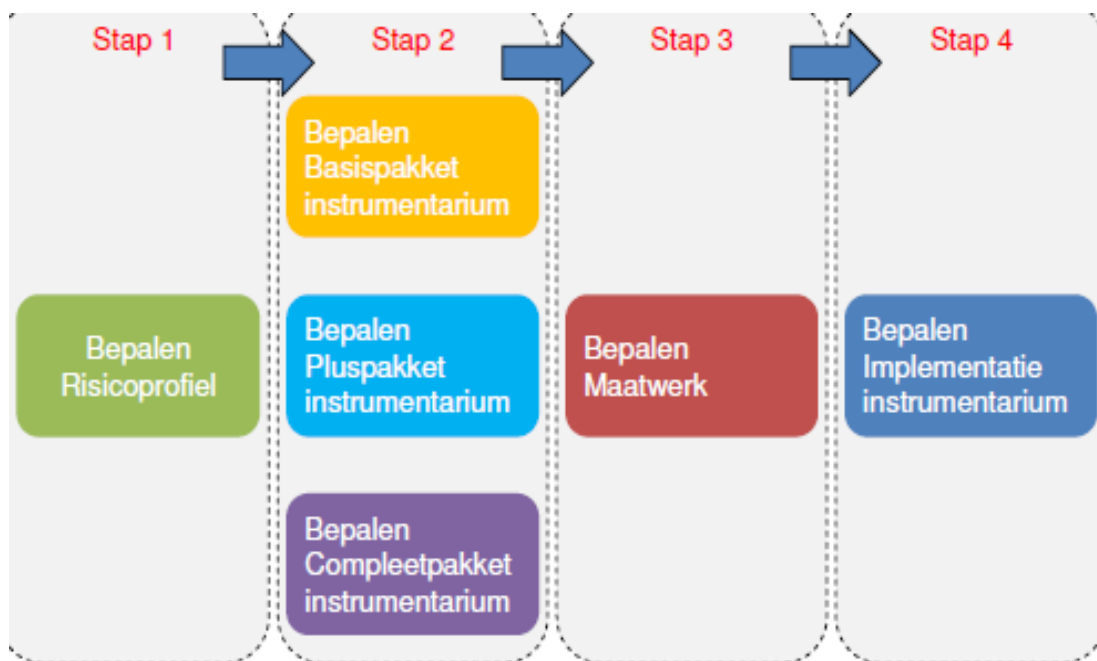 Stap 1
Stap 2
Stap 3
Stap 4
Bepalen
Risicoprofiel
Bepalen
Basispakket
instrumentarium
Bepalen
Pluspakket
instrumentarium
Bepalen
Compleetpakket
instrumentarium
Bepalen
Maatwerk
Bepalen
Implementatie
instrumentarium